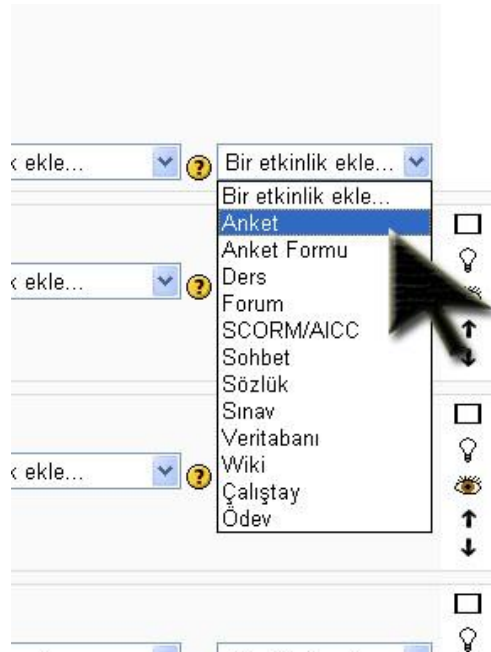 k ekle... Bir etkinlik ekle...
Bir etkinlik ekle...
Anket
Anket Formu
k ekle... Ders
Forum
SCORM/AICC
Sohbet
Sözlük
Sınav
Veritabanı
k ekle... Wiki
Çalıştay
Ödev